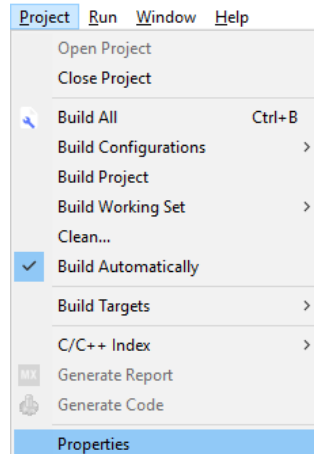 Project Run Window Help
Open Project
Close Project
Build All Ctrl+B
Build Configurations >
Build Project
Build Working Set >
Clean...
Build Automatically
Build Targets >
C/C++ Index >
MX Generate Report
Generate Code
Properties